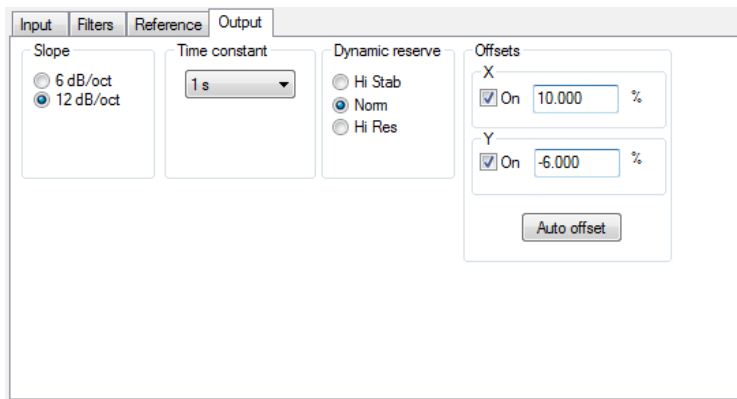 Input Filters Reference Output
Slope
6 dB/oct
12 dB/oct
Time constant
1 s
Dynamic reserve
Hi Stab
Norm
Hi Res
Offsets
X
On 10.000 %
Y
On -6.000 %
Auto offset